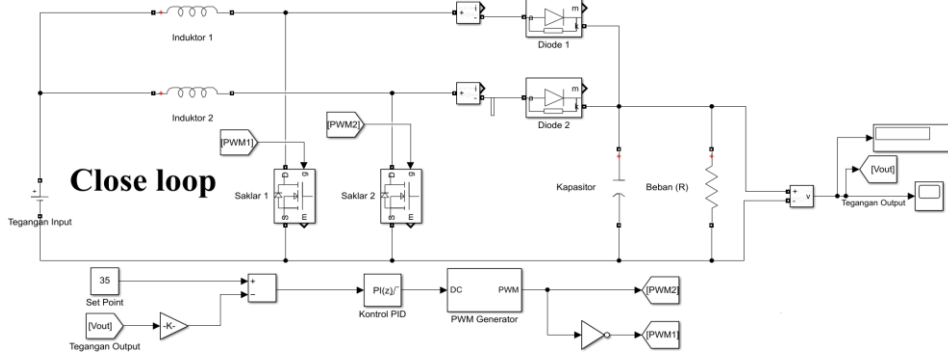 Induktor 1
i
a
m
k
Diode 1
Induktor 2
i
a
m
k
Diode 2
[PWM1]
[PWM2]
Close loop
+
Tegangan Input
Saklar 1
D
g
S
m
Saklar 2
D
g
S
m
Kapasitor
Beban (R)
+
-
v
[Vout]
Tegangan Output
35
Set Point
+
−
PI(z)
Kontrol PID
DC
PWM
PWM Generator
[PWM2]
[PWM1]
[Vout]
Tegangan Output
-K-